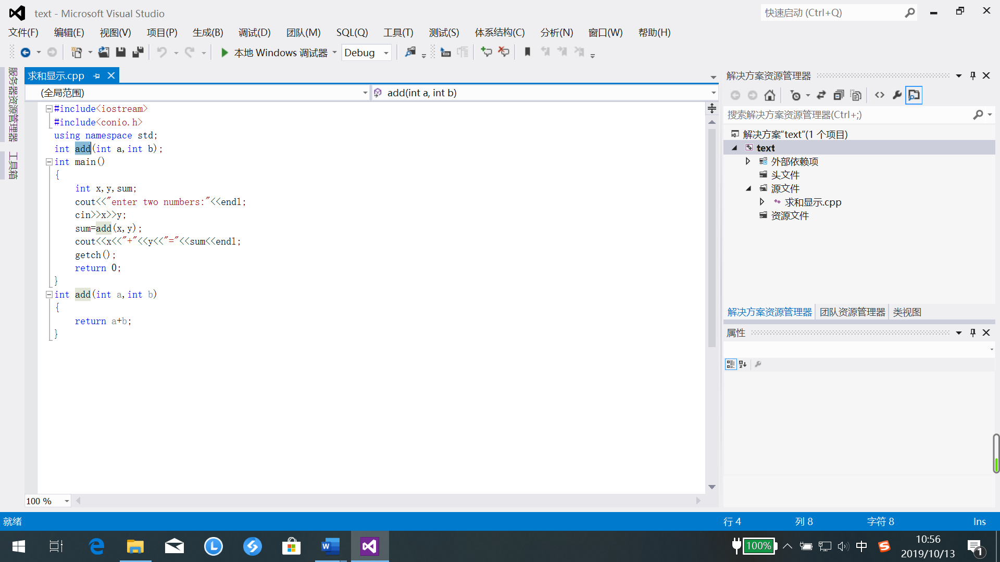 text - Microsoft Visual Studio
快速启动 (Ctrl+Q)
文件(F) 编辑(E) 视图(V) 项目(P) 生成(B) 调试(D) 团队(M) SQL(Q) 工具(T) 测试(S) 体系结构(C) 分析(N) 窗口(W) 帮助(H)
本地 Windows 调试器 Debug
服务器资源管理器
工具箱
求和显示.cpp
(全局范围)
add(int a, int b)
#include<iostream>
#include<conio.h>
using namespace std;
int add(int a,int b);
int main()
{
int x,y,sum;
cout<<"enter two numbers:"<<endl;
cin>>x>>y;
sum=add(x,y);
cout<<x<<"+"<<y<<"="<<sum<<endl;
getch();
return 0;
}
int add(int a,int b)
{
return a+b;
}
100 %
解决方案资源管理器
搜索解决方案资源管理器(Ctrl+;)
解决方案“text”(1 个项目)
text
外部依赖项
头文件
源文件
求和显示.cpp
资源文件
解决方案资源管理器 团队资源管理器 类视图
属性
就绪
行 4 列 8 字符 8 Ins
100%
中
10:56
2019/10/13
1